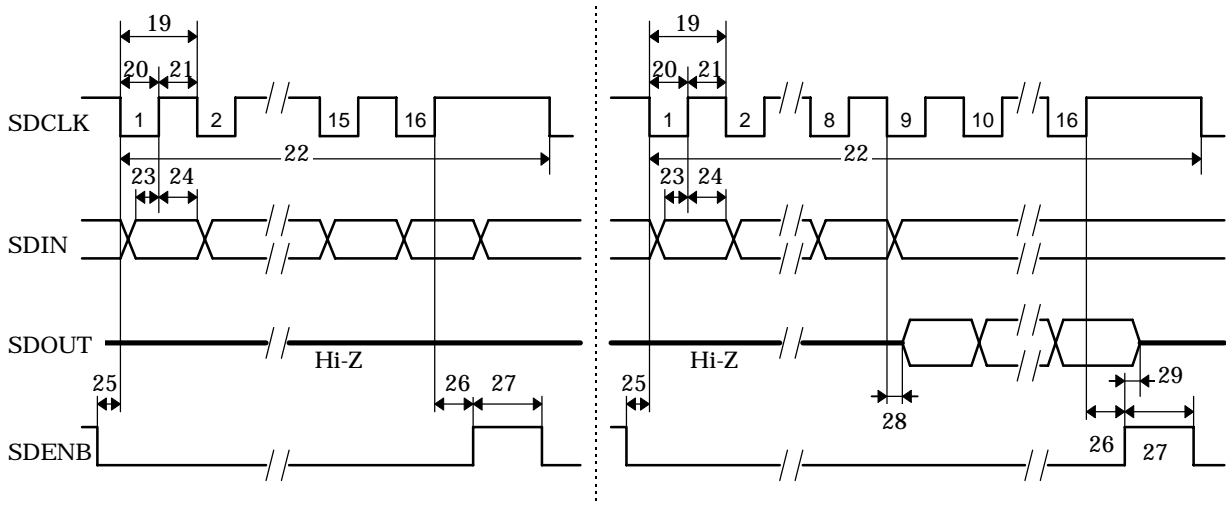 19 19
20 21 20 21
SDCLK 1 2 15 16 1 2 8 9 10 16
22 22
23 24 23 24
SDIN
SDOUT
Hi-Z Hi-Z
25 26 27 25 28 29
SDENB 26 27